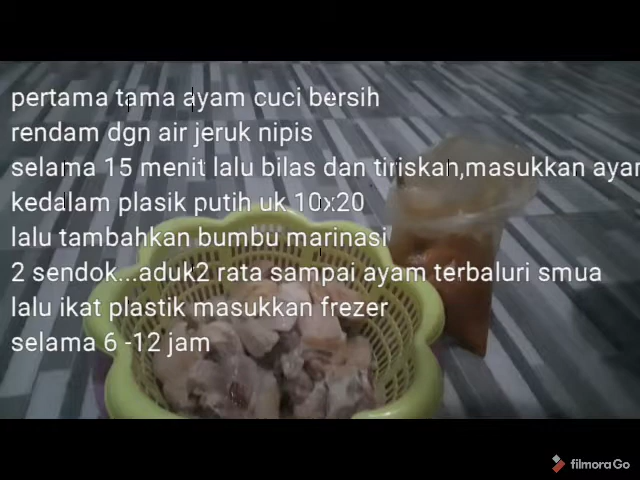 pertama tama ayam cuci bersih
rendam dgn air jeruk nipis
selama 15 menit lalu bilas dan tiriskan,masukkan ayam
kedalam plasik putih uk 10x20
lalu tambahkan bumbu marinasi
2 sendok...aduk2 rata sampai ayam terbaluri smua
lalu ikat plastik masukkan frezer
selama 6 -12 jam
filmoraGo